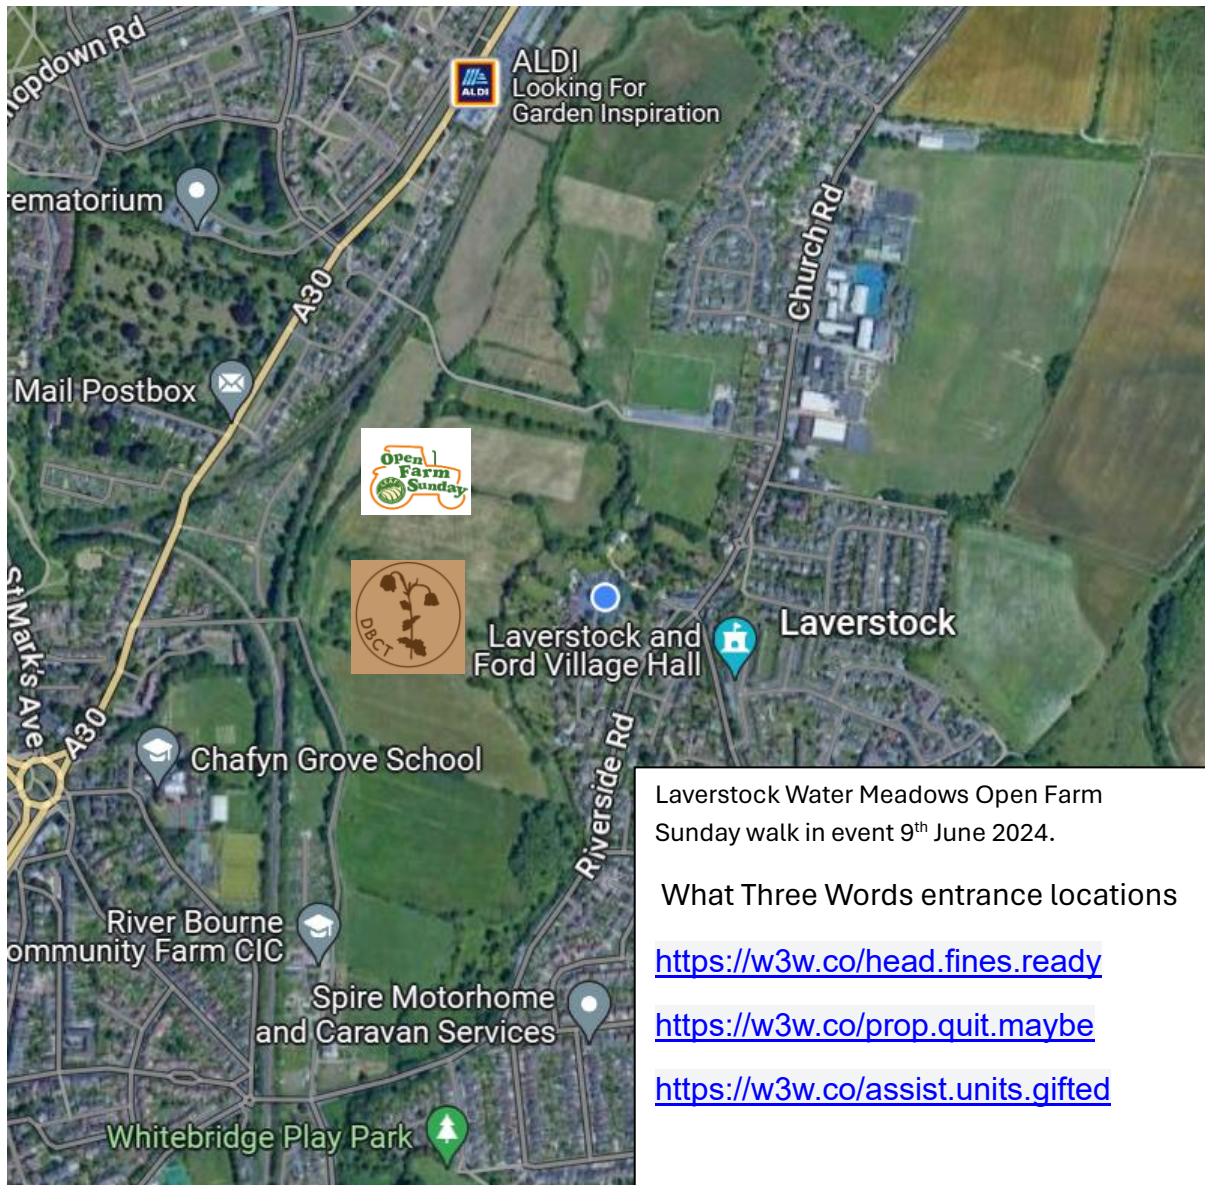 hopdown Rd
ALDI
ALDI
Looking For
Garden Inspiration
rematorium
A30
Church Rd
Mail Postbox
Open
Farm
Sunday
LEAF
DBCT
St Mark's Ave
Laverstock and
Ford Village Hall
Laverstock
A30
Chafyn Grove School
Riverside Rd
River Bourne
ommunity Farm CIC
Spire Motorhome
and Caravan Services
Whitebridge Play Park
Laverstock Water Meadows Open Farm
Sunday walk in event 9th June 2024.
What Three Words entrance locations
https://w3w.co/head.fines.ready
https://w3w.co/prop.quit.maybe
https://w3w.co/assist.units.gifted